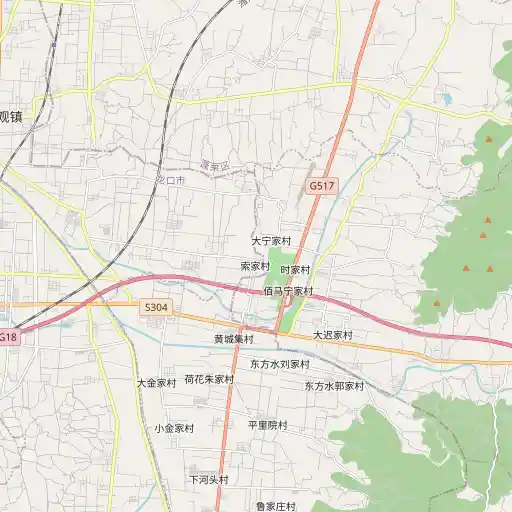 观镇
蓬莱区
龙口市
G517
大宁家村
索家村
时家村
佰马宁家村
S304
G18
黄城集村
大迟家村
东方水刘家村
大金家村
荷花朱家村
东方水郭家村
小金家村
平里院村
下河头村
鲁家庄村